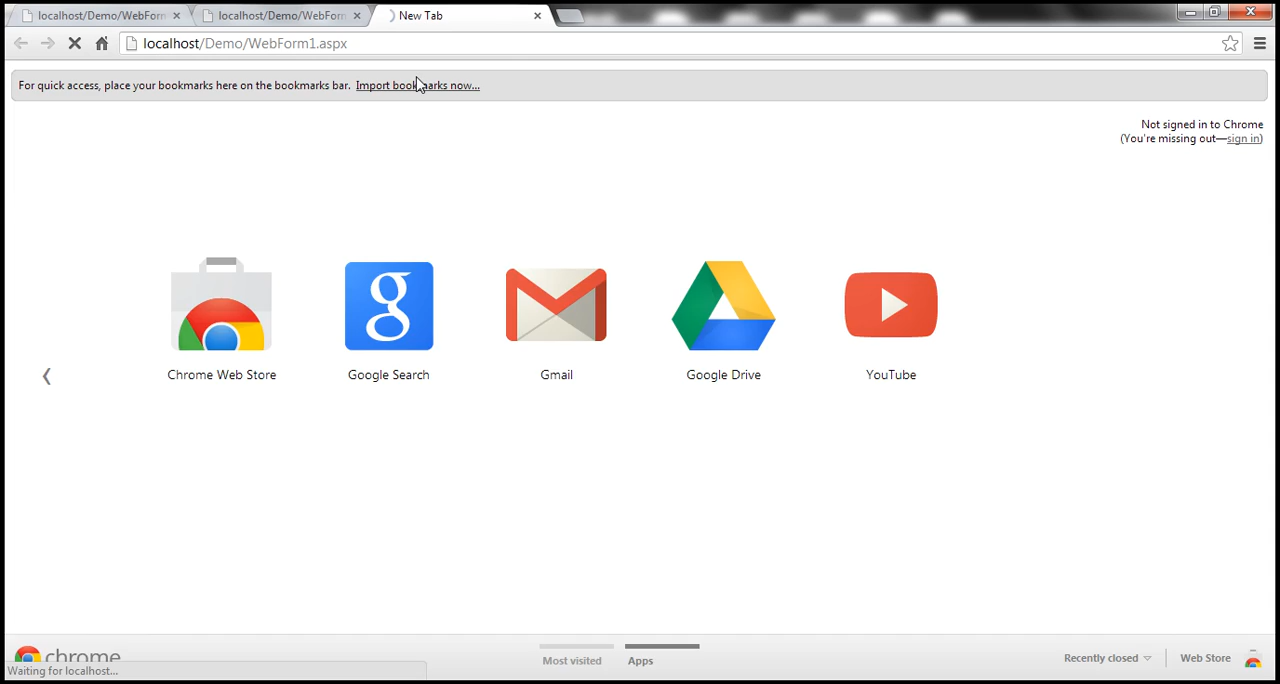 localhost/Demo/WebForm
localhost/Demo/WebForm
New Tab
localhost/Demo/WebForm1.aspx
For quick access, place your bookmarks here on the bookmarks bar. Import bookmarks now...
Not signed in to Chrome
(You're missing out—sign in)
Chrome Web Store
Google Search
Gmail
Google Drive
YouTube
chrome
Waiting for localhost...
Most visited
Apps
Recently closed
Web Store